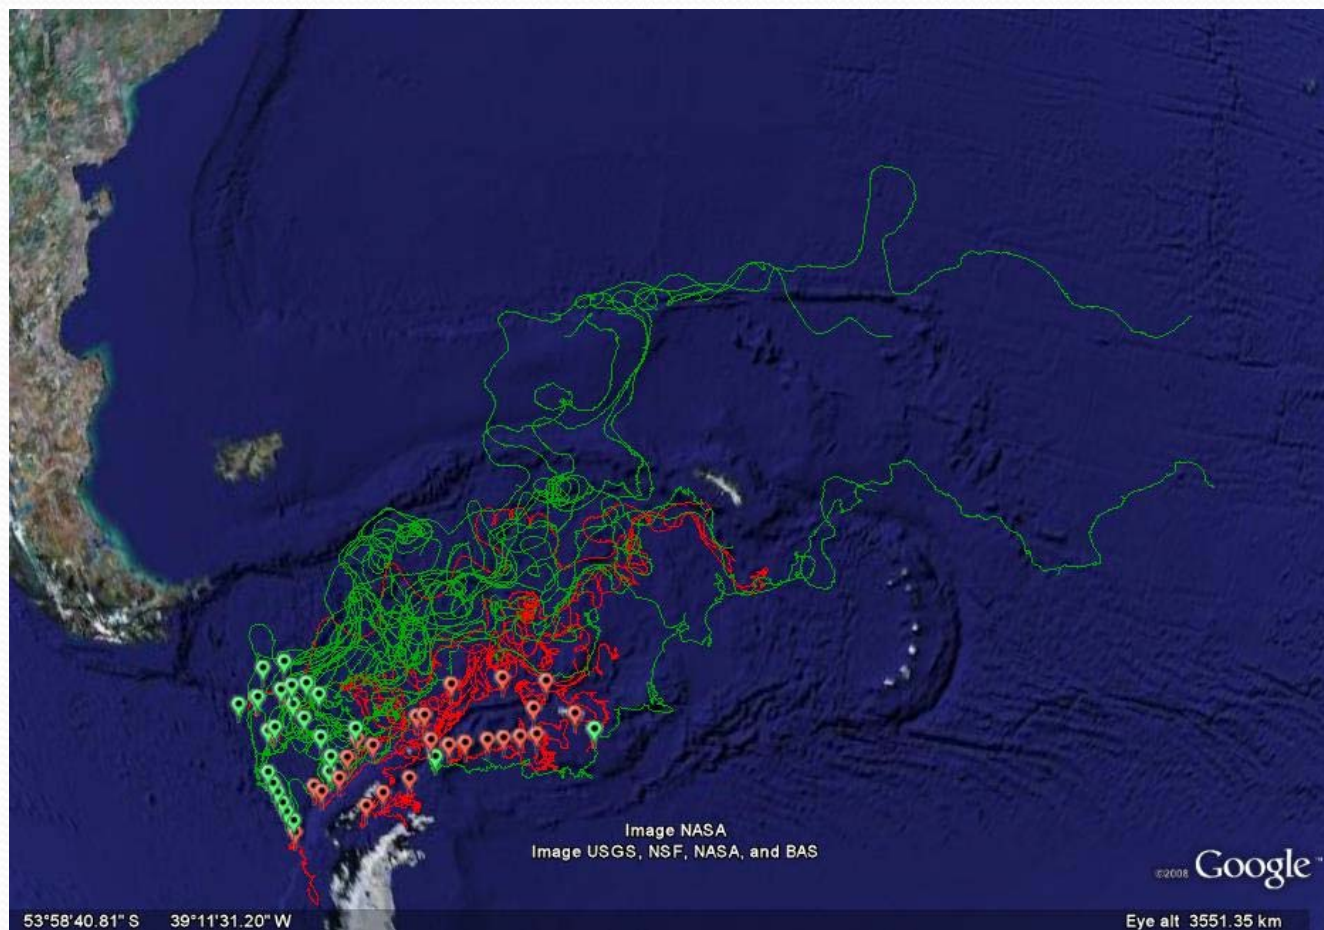 Image NASA
Image USGS, NSF, NASA, and BAS
©2008 Google™
53°58'40.81" S 39°11'31.20" W Eye alt 3551.35 km